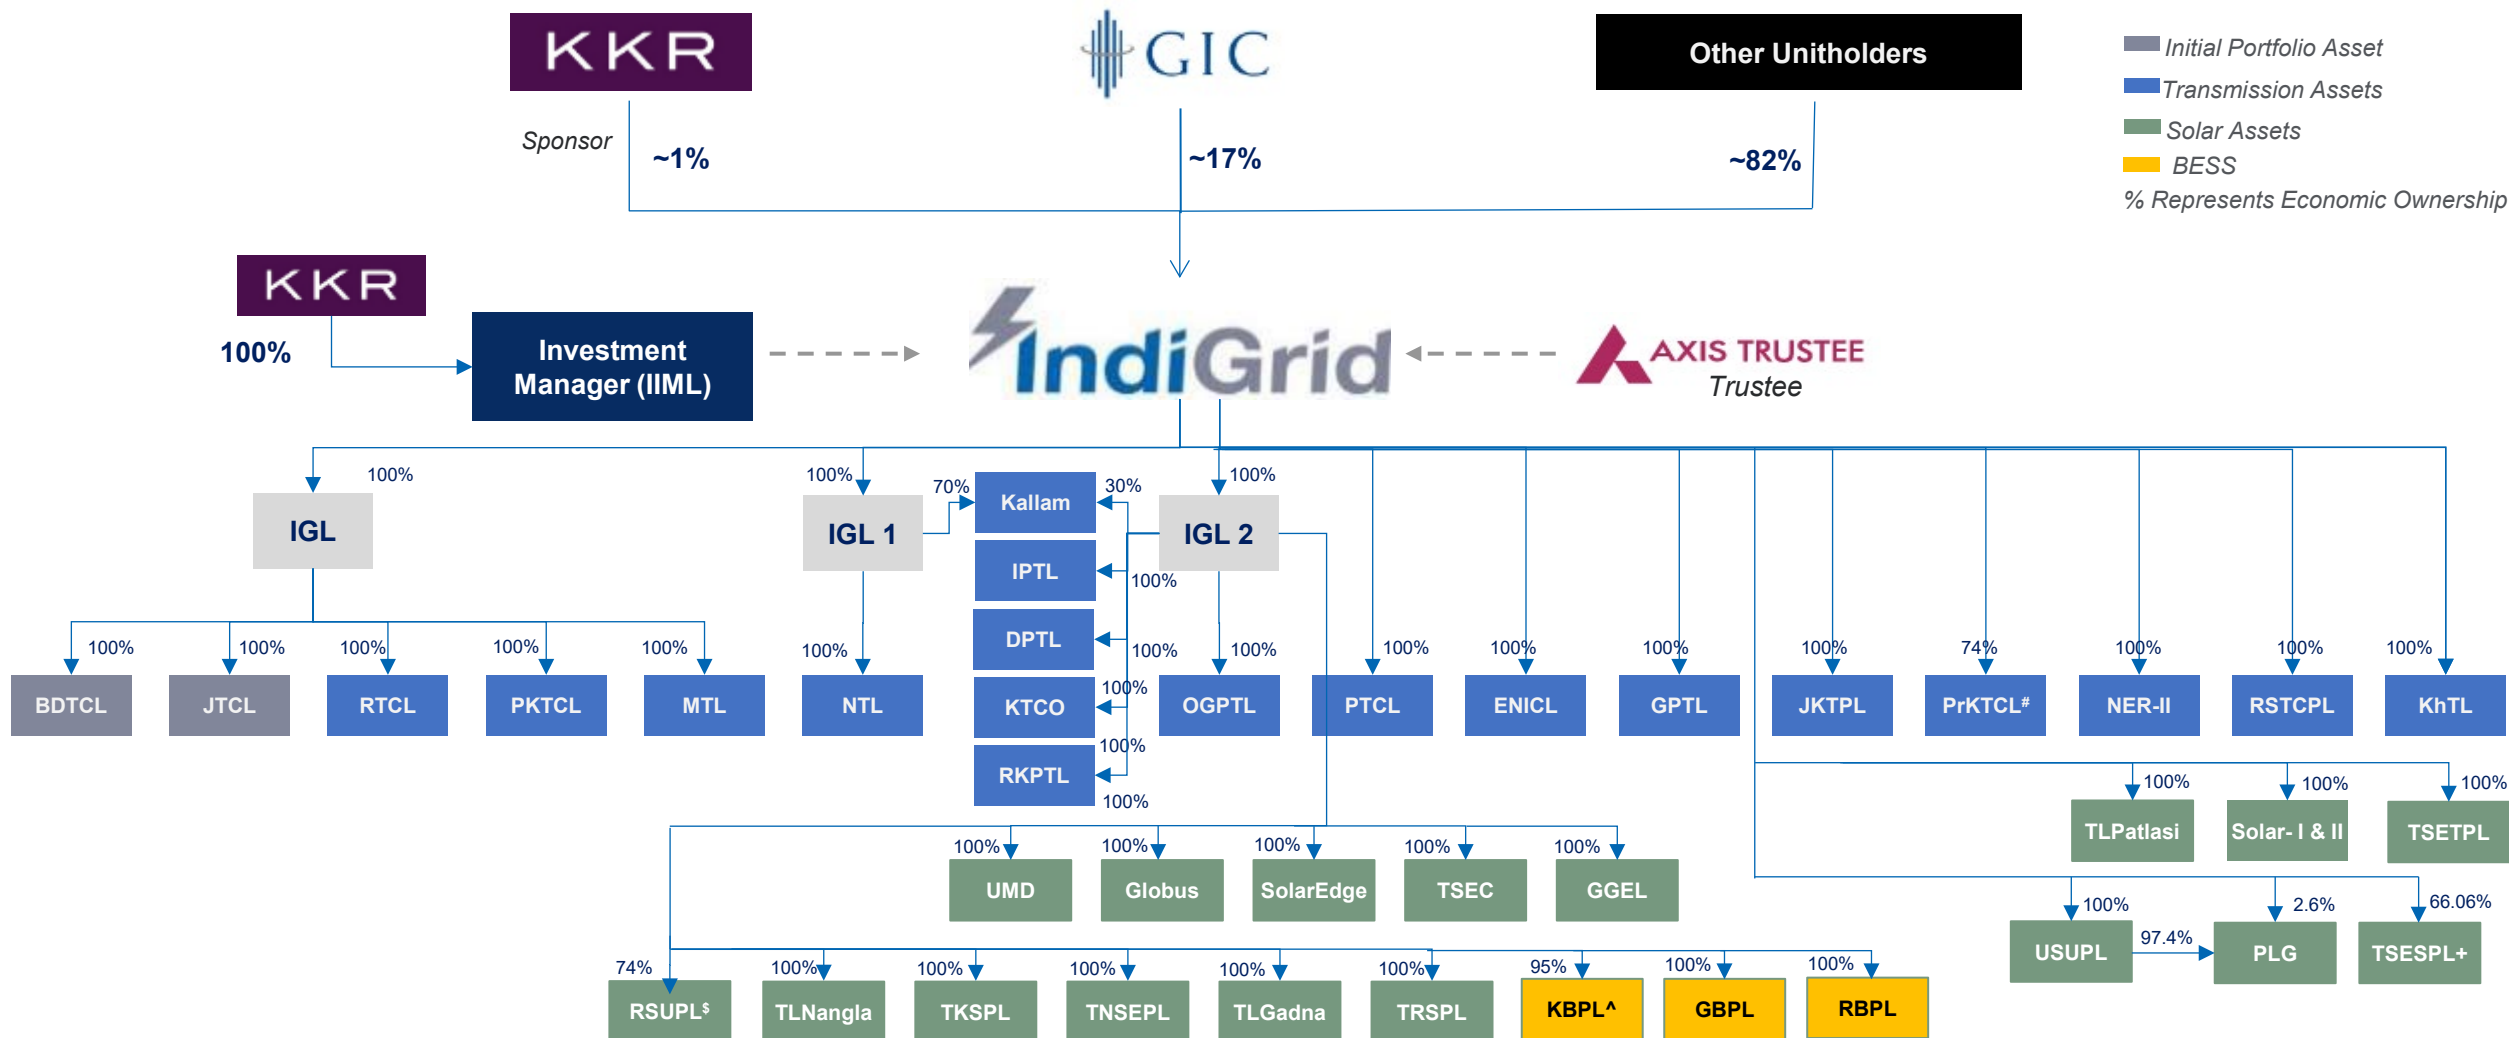 KKR
GIC
Other Unitholders
Initial Portfolio Asset
Transmission Assets
Solar Assets
BESS
% Represents Economic Ownership
Sponsor
~1%
~17%
~82%
KKR
100%
Investment
Manager (IIML)
IndiGrid
AXIS TRUSTEE
Trustee
100%
100%
100%
IGL
IGL 1
IGL 2
70%
30%
Kallam
IPTL
100%
DPTL
100%
KTCO
100%
RKPTL
100%
100%
100%
100%
100%
100%
100%
100%
100%
100%
100%
100%
100%
74%
100%
100%
100%
BDTCL
JTCL
RTCL
PKTCL
MTL
NTL
OGPTL
PTCL
ENICL
GPTL
JKTPL
PrKTCL#
NER-II
RSTCPL
KhTL
100%
100%
100%
TLPatlasi
Solar- I & II
TSETPL
100%
100%
100%
100%
100%
UMD
Globus
SolarEdge
TSEC
GGEL
100%
2.6%
66.06%
USUPL
97.4%
PLG
TSESPL+
74%
100%
100%
100%
100%
100%
95%
100%
100%
RSUPL$
TLNangla
TKSPL
TNSEPL
TLGadna
TRSPL
KBPL^
GBPL
RBPL